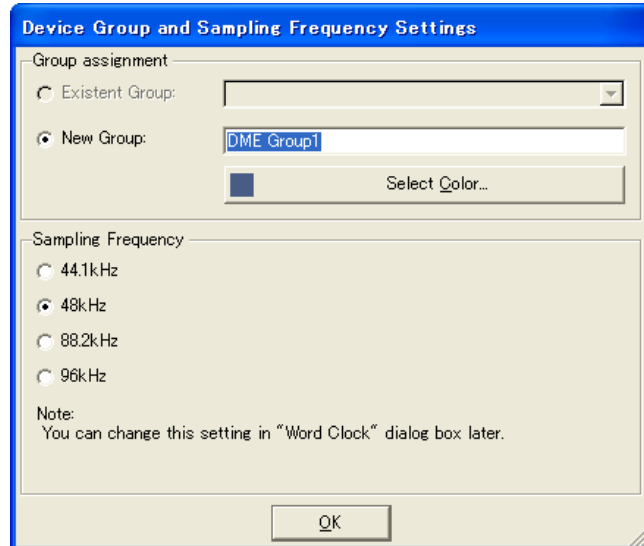 Device Group and Sampling Frequency Settings
Group assignment
Existent Group:
New Group: DME Group1
Select Color...
Sampling Frequency
44.1kHz
48kHz
88.2kHz
96kHz
Note:
You can change this setting in "Word Clock" dialog box later.
OK